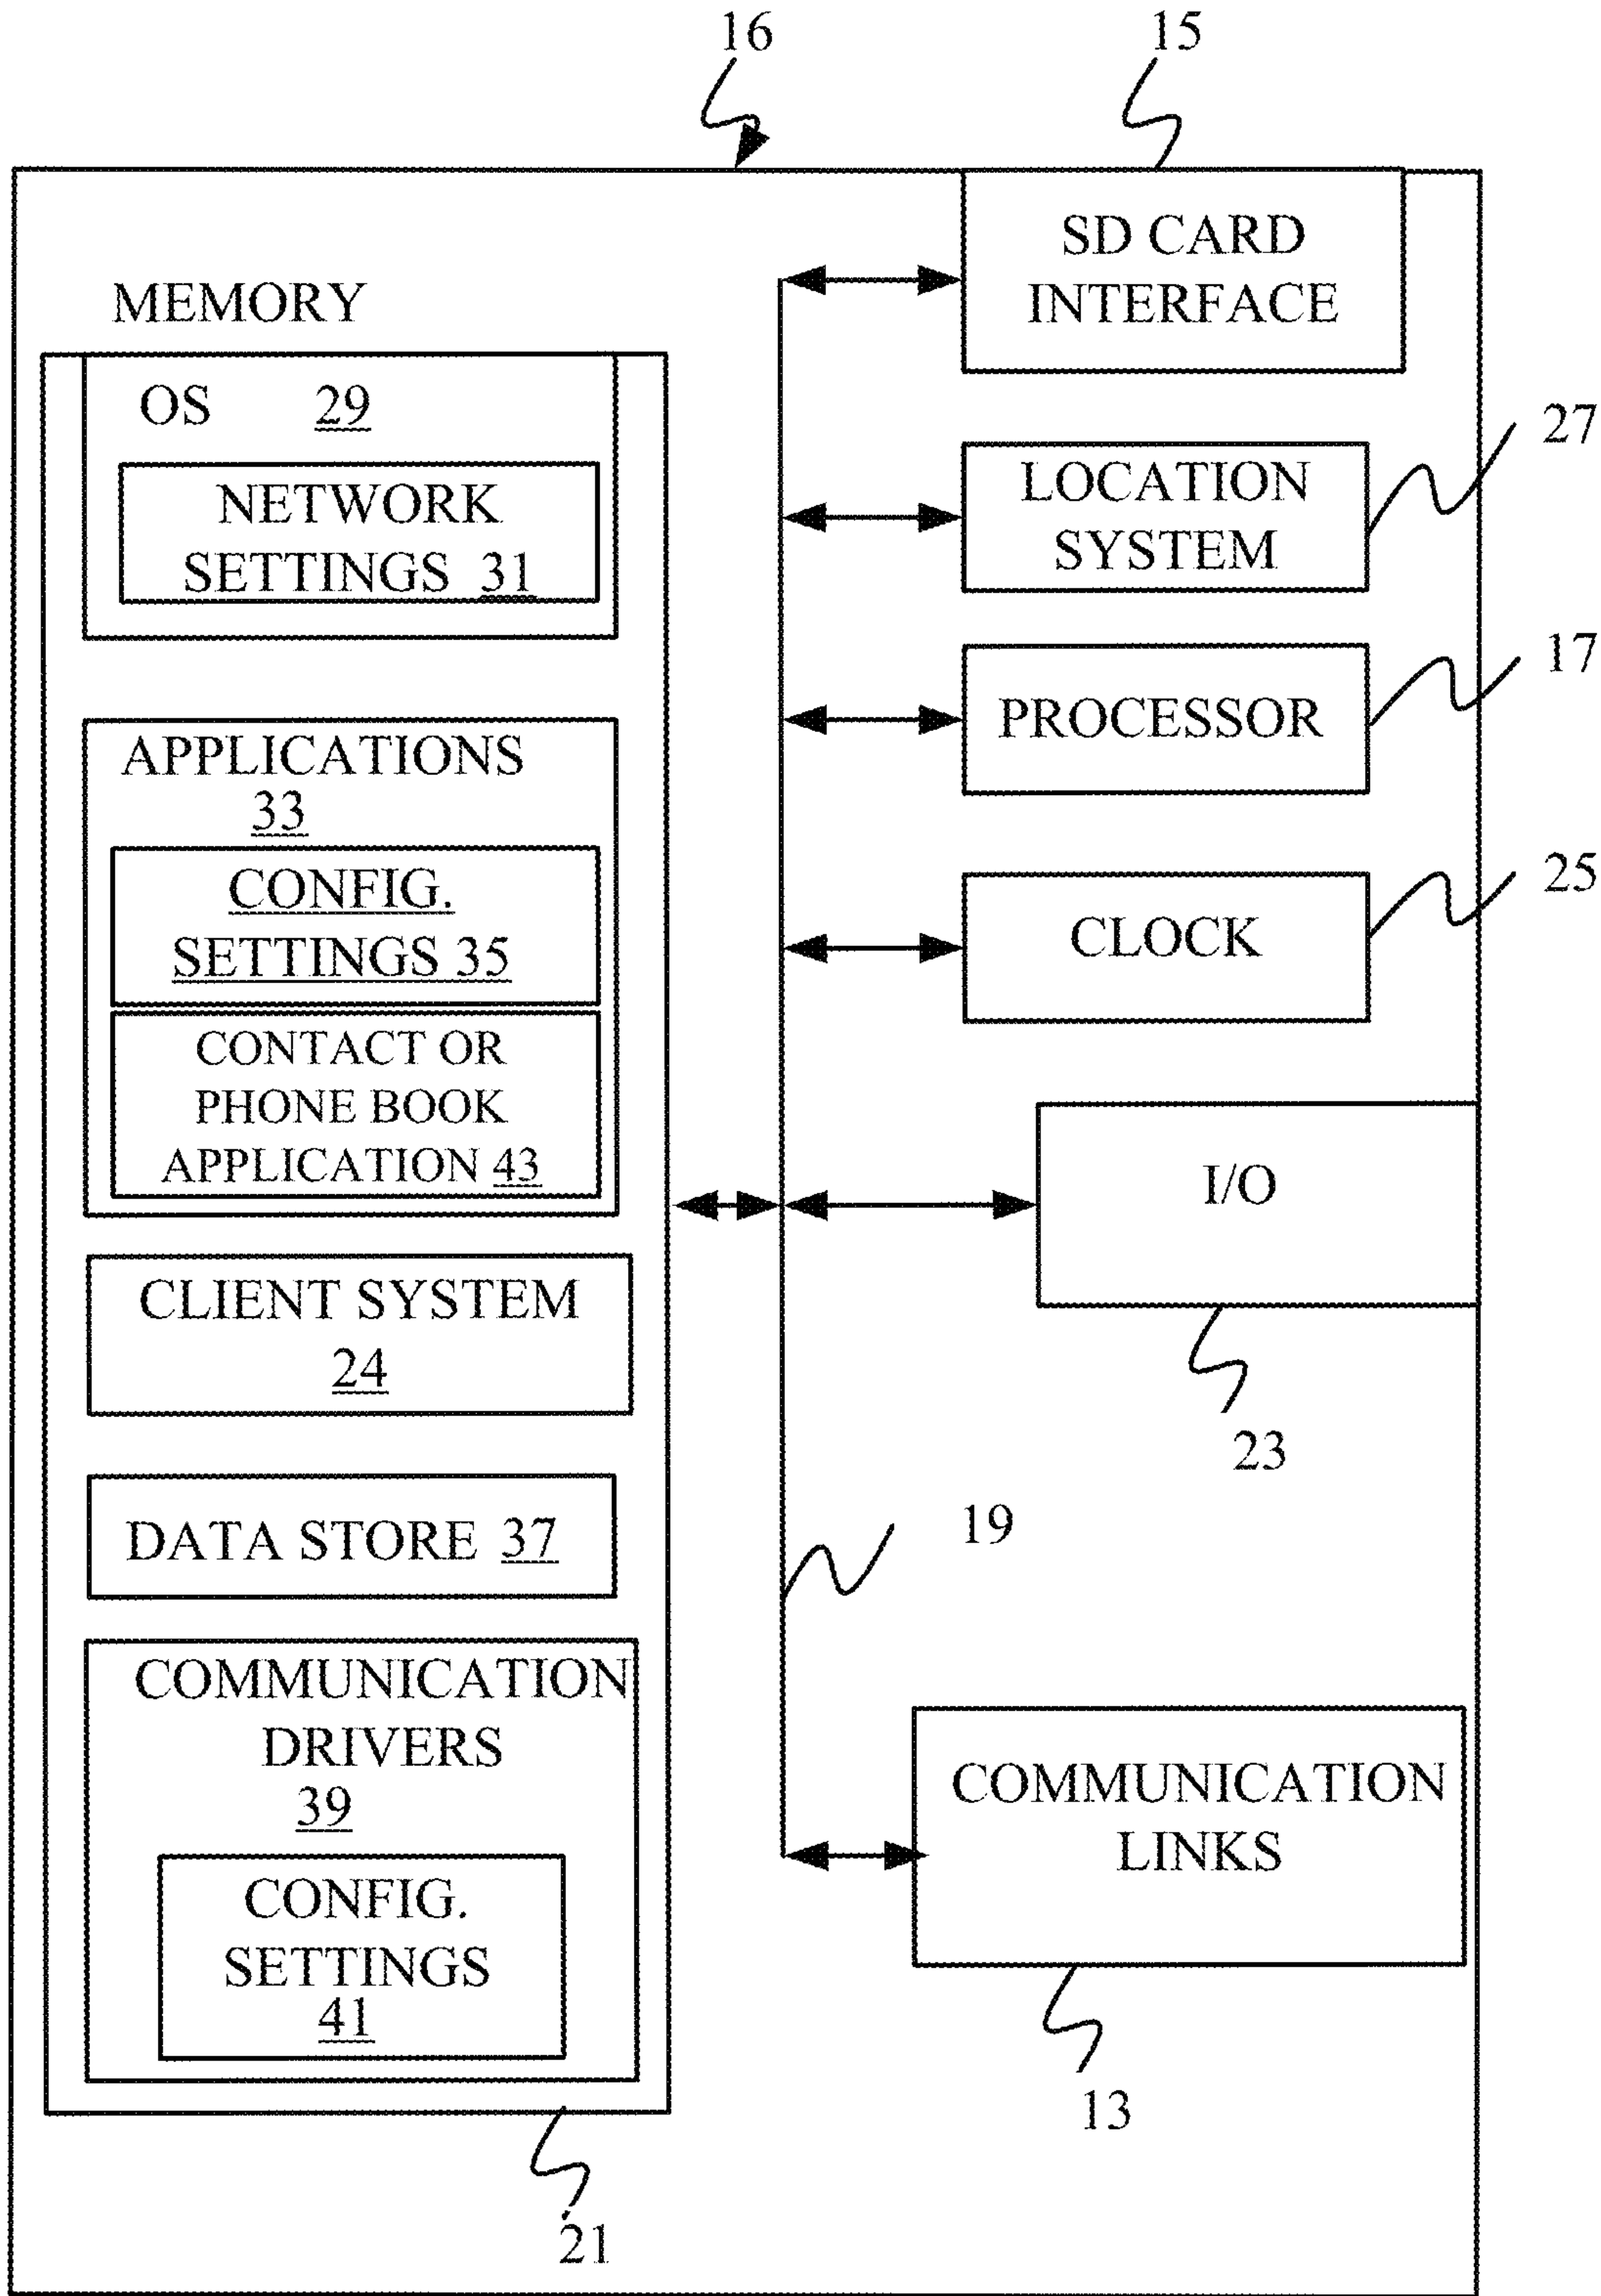 16
15
SD CARD
INTERFACE
MEMORY
OS 29
NETWORK
SETTINGS 31
27
LOCATION
SYSTEM
17
PROCESSOR
APPLICATIONS
33
CONFIG.
SETTINGS 35
CONTACT OR
PHONE BOOK
APPLICATION 43
25
CLOCK
I/O
23
CLIENT SYSTEM
24
DATA STORE 37
19
COMMUNICATION
DRIVERS
39
CONFIG.
SETTINGS
41
COMMUNICATION
LINKS
13
21